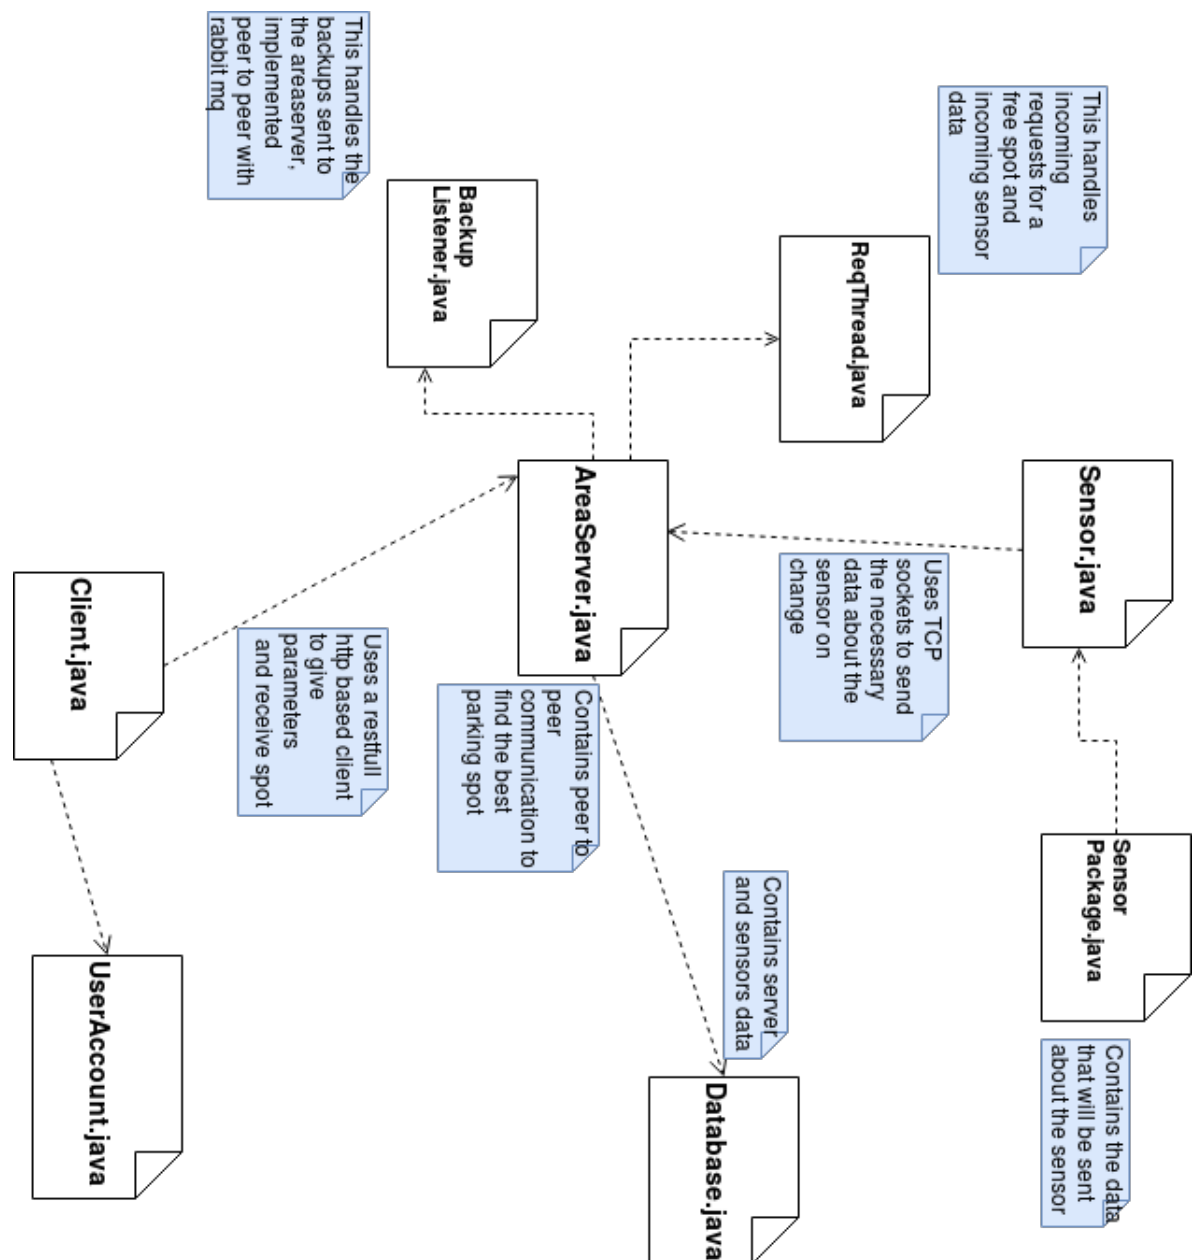 Contains the data
that will be sent
about the sensor
Sensor
Package.java
Sensor.java
This handles
incoming
requests for a
free spot and
incoming sensor
data
ReqThread.java
Uses TCP
sockets to send
the necessary
data about the
sensor on
change
Contains server
and sensors data
Database.java
AreaServer.java
Contains peer to
peer
communication to
find the best
parking spot
Backup
Listener.java
This handles the
backups sent to
the areaserver,
implemented
peer to peer with
rabbit mq
Uses a restfull
http based client
to give
parameters
and receive spot
Client.java
UserAccount.java